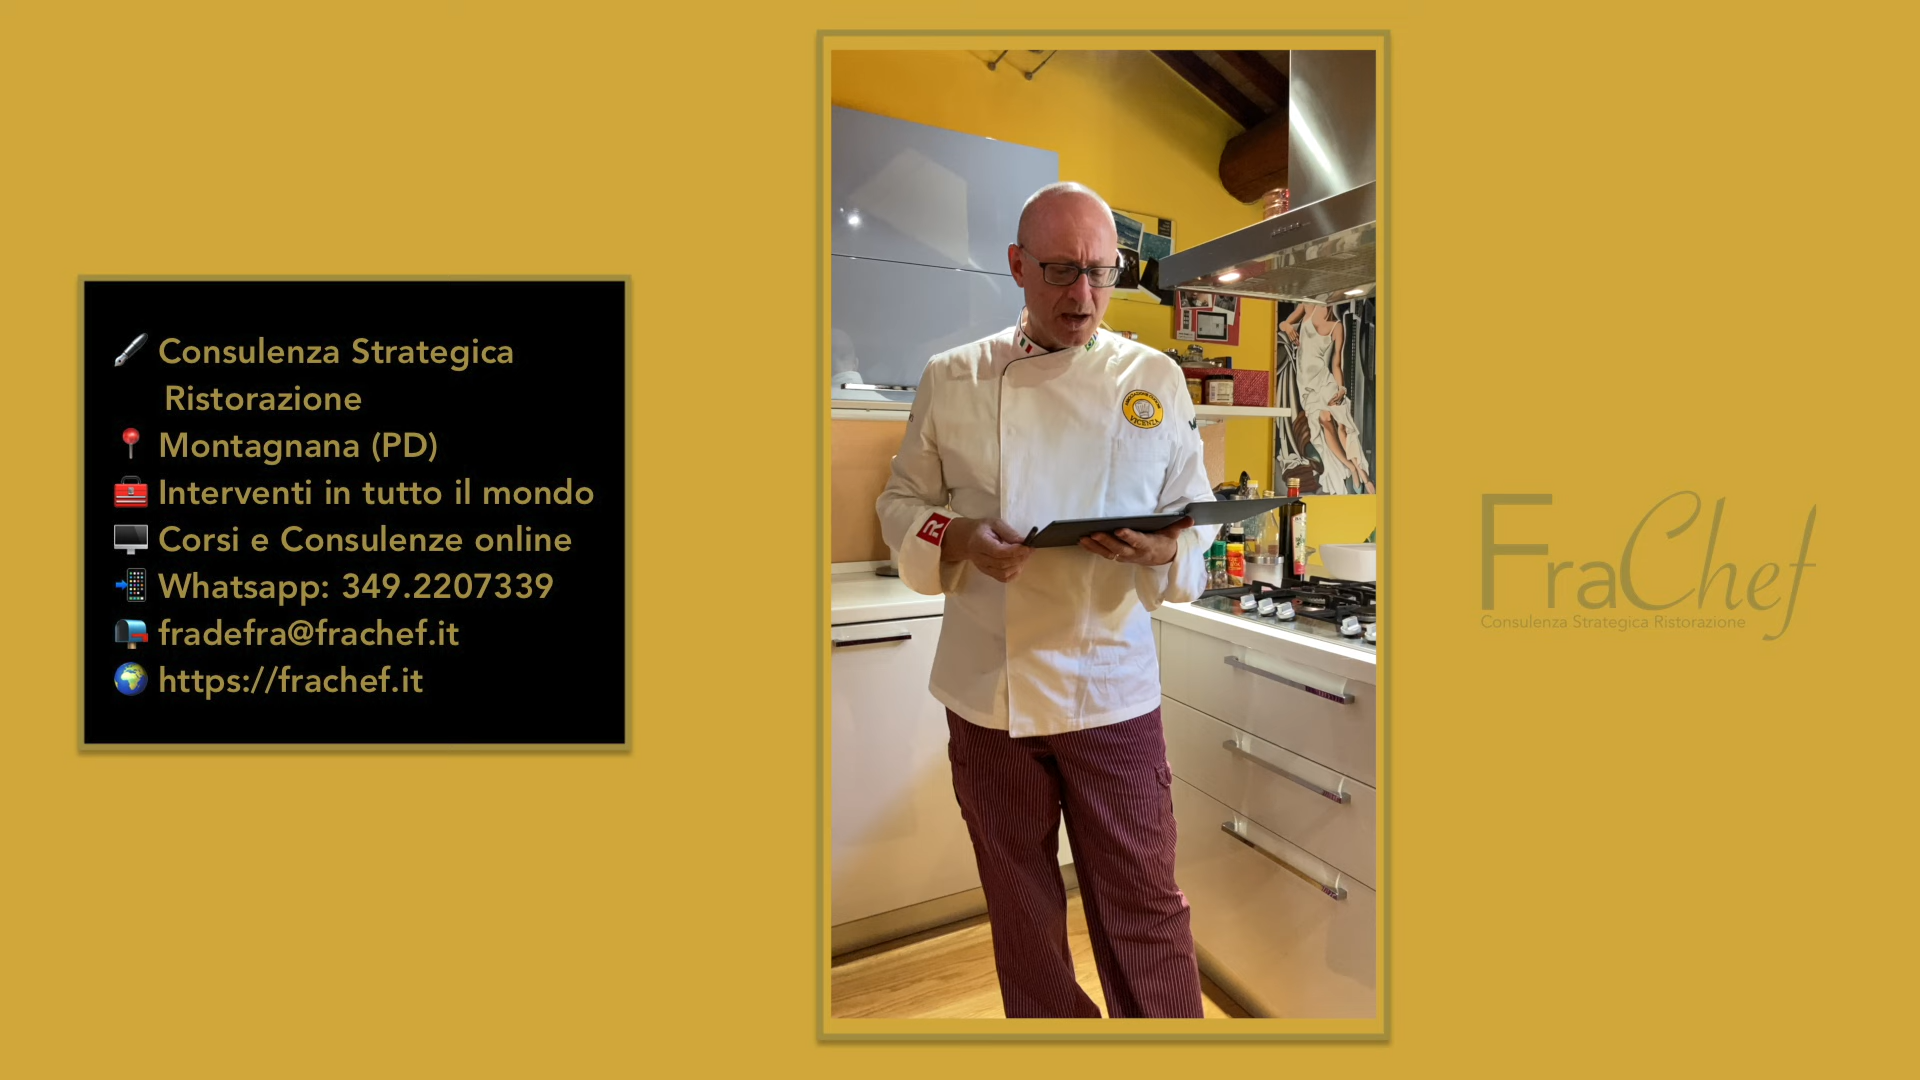 Consulenza Strategica
Ristorazione
Montagnana (PD)
Interventi in tutto il mondo
Corsi e Consulenze online
Whatsapp: 349.2207339
fradefra@frachef.it
https://frachef.it
VICENZA
R
FraChef
Consulenza Strategica Ristorazione